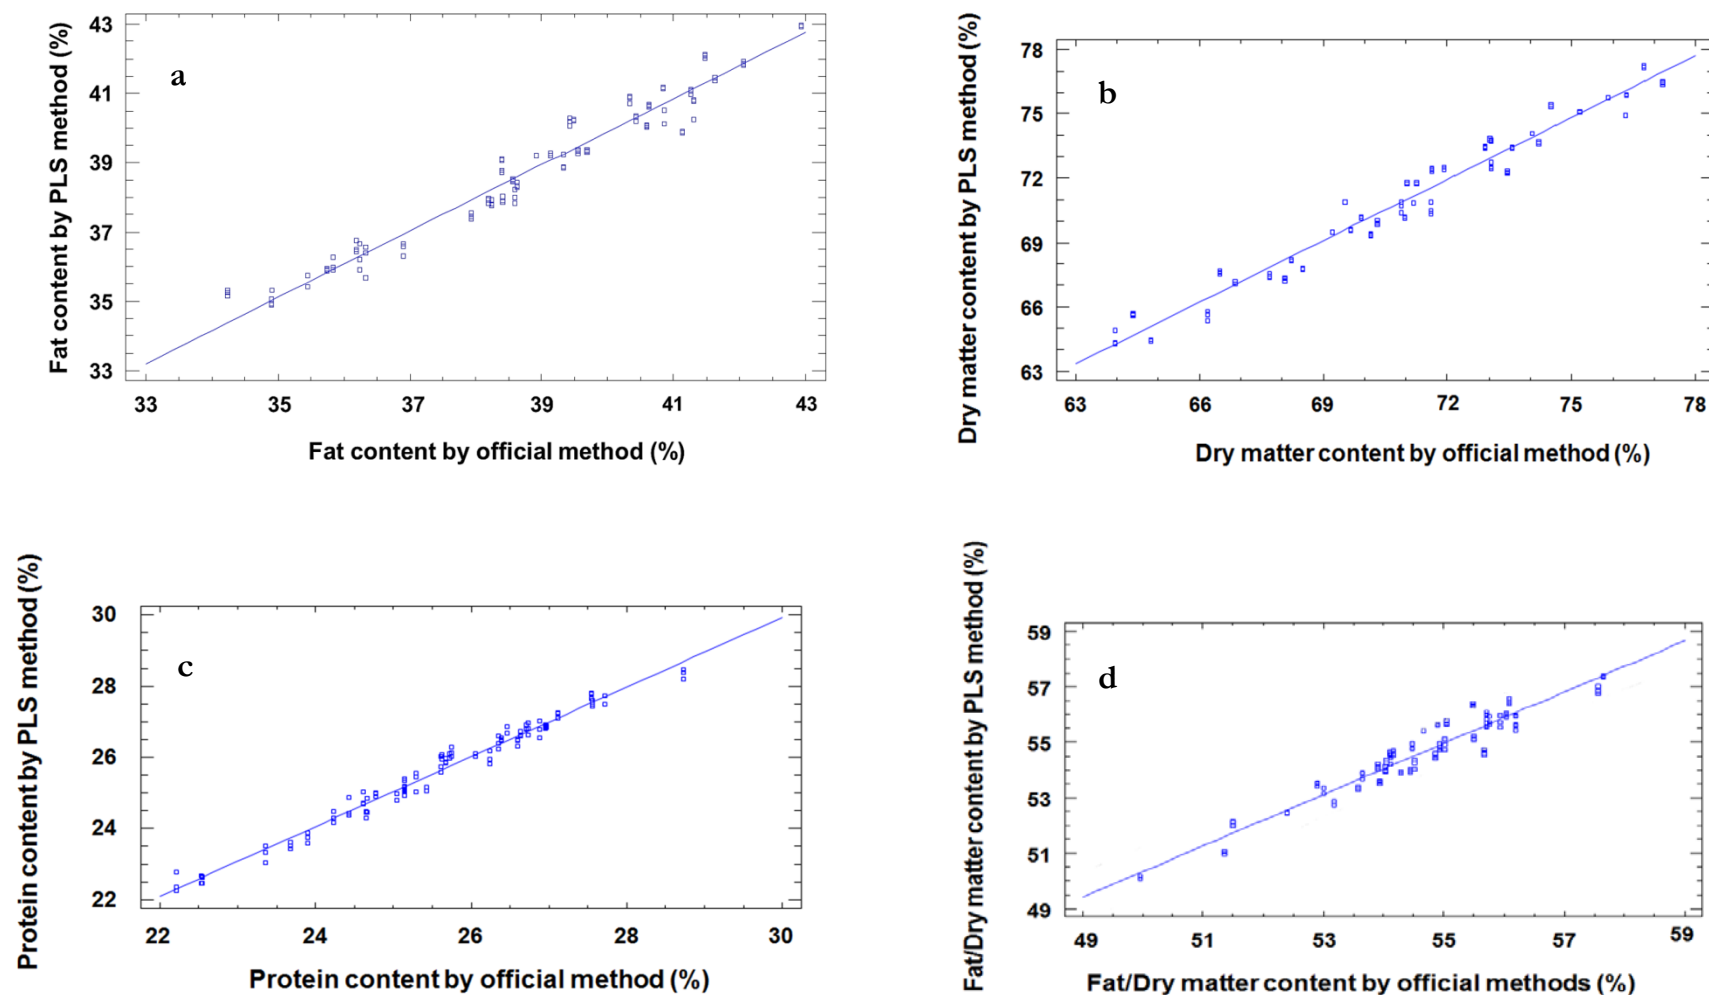 Fat content by PLS method (%)
43
41
39
37
35
33
a
33 35 37 39 41 43
Fat content by official method (%)
Dry matter content by PLS method (%)
78
75
72
69
66
63
b
63 66 69 72 75 78
Dry matter content by official method (%)
Protein content by PLS method (%)
30
28
26
24
22
c
22 24 26 28 30
Protein content by official method (%)
Fat/Dry matter content by PLS method (%)
59
57
55
53
51
49
d
49 51 53 55 57 59
Fat/Dry matter content by official methods (%)